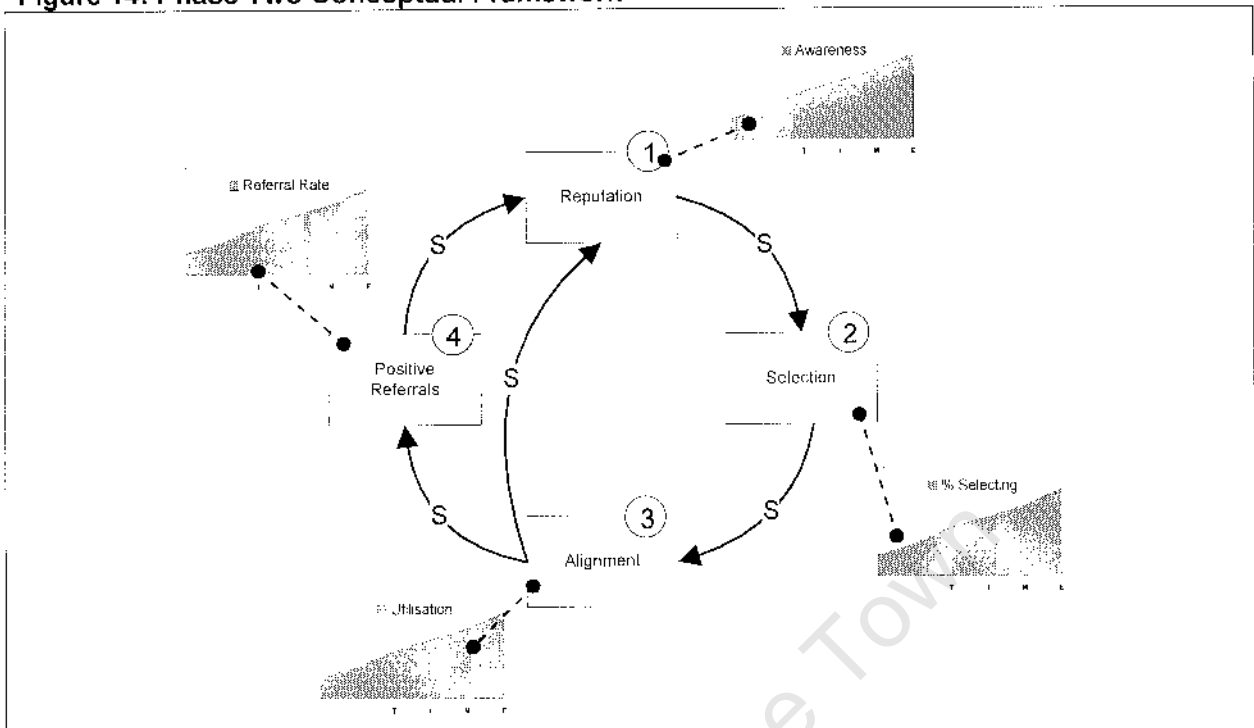 Figure 14: Phase Two Conceptual Framework
Awareness
T I M E
1
Reputation
Referral Rate
S
S
4
Positive
Referrals
S
2
Selection
% Selecting
T I M E
S
S
3
Alignment
Utilisation
T I M E
Town